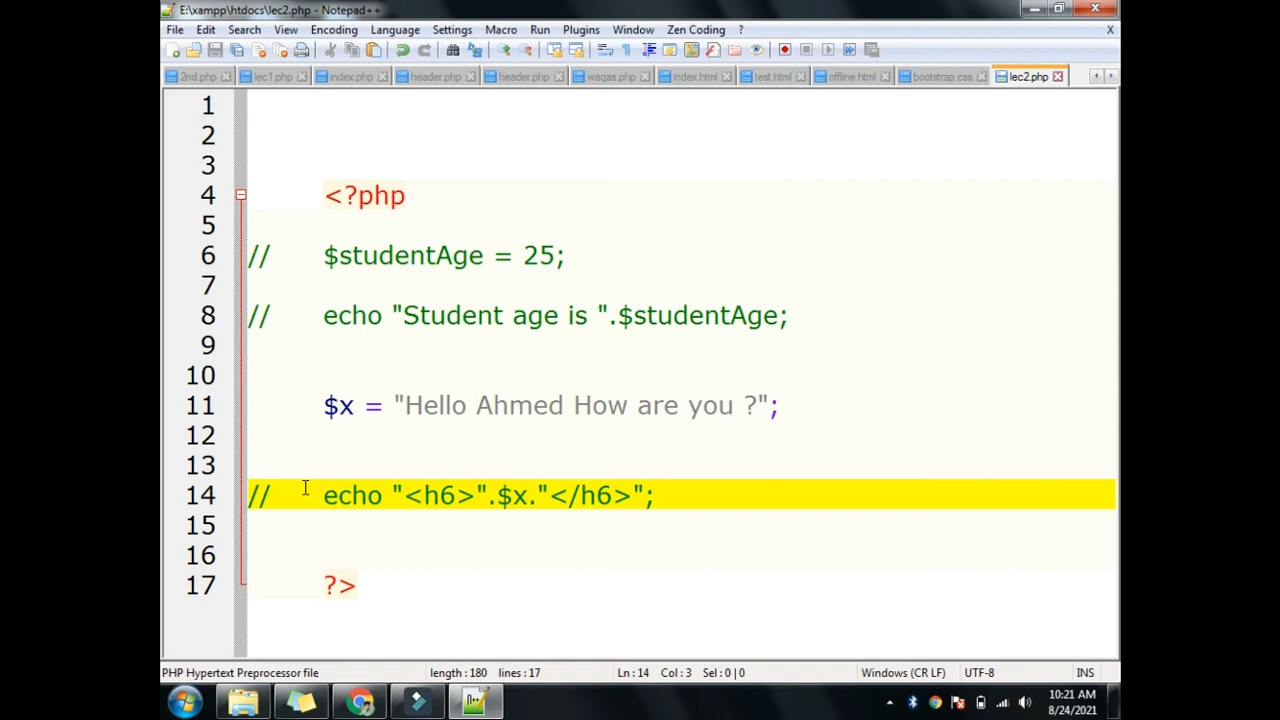 E:\xampp\htdocs\lec2.php - Notepad++
File Edit Search View Encoding Language Settings Macro Run Plugins Window Zen Coding ? X
2nd.php lec1.php index.php header.php header.php waqas.php index.html test.html offline.html bootstrap.css lec2.php
1
2
3
4 <?php
5
6 // $studentAge = 25;
7
8 // echo "Student age is ".$studentAge;
9
10
11 $x = "Hello Ahmed How are you ?";
12
13
14 // echo "<h6>".$x."</h6>";
15
16
17 ?>
PHP Hypertext Preprocessor file length : 180 lines : 17 Ln : 14 Col : 3 Sel : 0 | 0 Windows (CR LF) UTF-8 INS
10:21 AM
8/24/2021